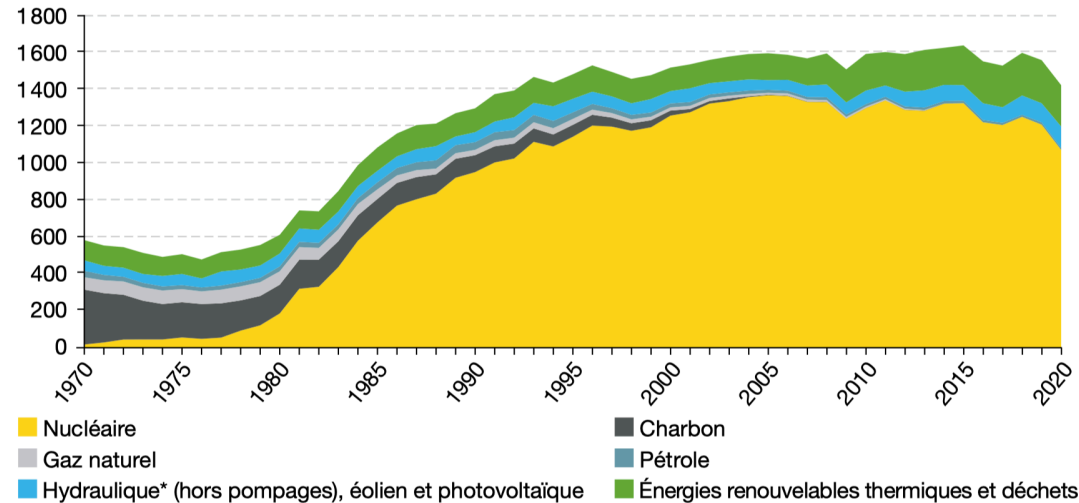 1800
1600
1400
1200
1000
800
600
400
200
0
1970 1975 1980 1985 1990 1995 2000 2005 2010 2015 2020
Nucléaire Charbon
Gaz naturel Pétrole
Hydraulique* (hors pompages), éolien et photovoltaïque Énergies renouvelables thermiques et déchets